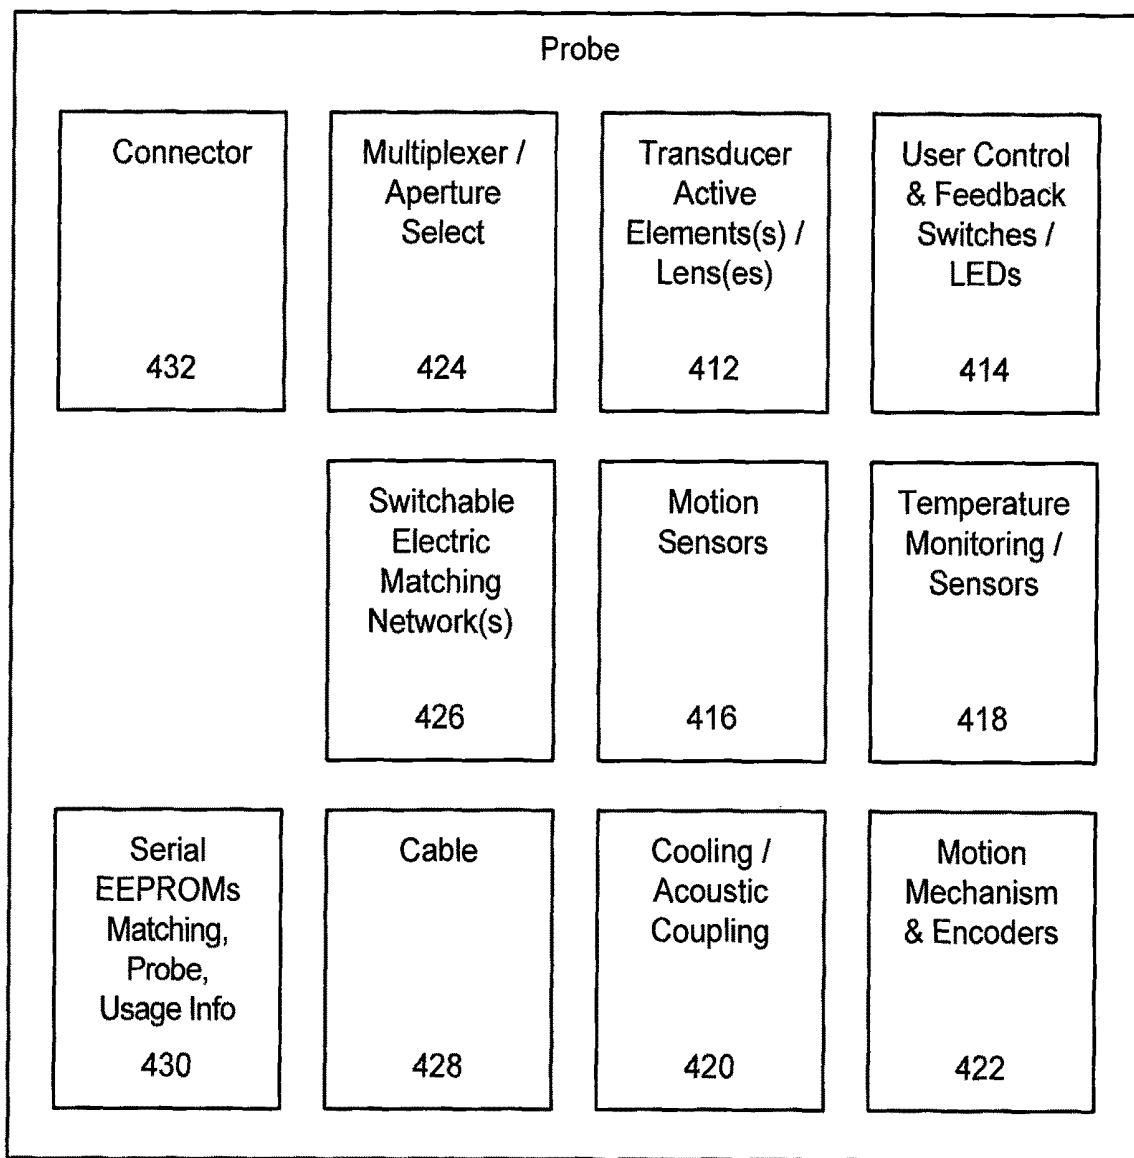 Probe
Connector
432
Multiplexer /
Aperture
Select
424
Transducer
Active
Elements(s) /
Lens(es)
412
User Control
& Feedback
Switches /
LEDs
414
Switchable
Electric
Matching
Network(s)
426
Motion
Sensors
416
Temperature
Monitoring /
Sensors
418
Serial
EEPROMs
Matching,
Probe,
Usage Info
430
Cable
428
Cooling /
Acoustic
Coupling
420
Motion
Mechanism
& Encoders
422